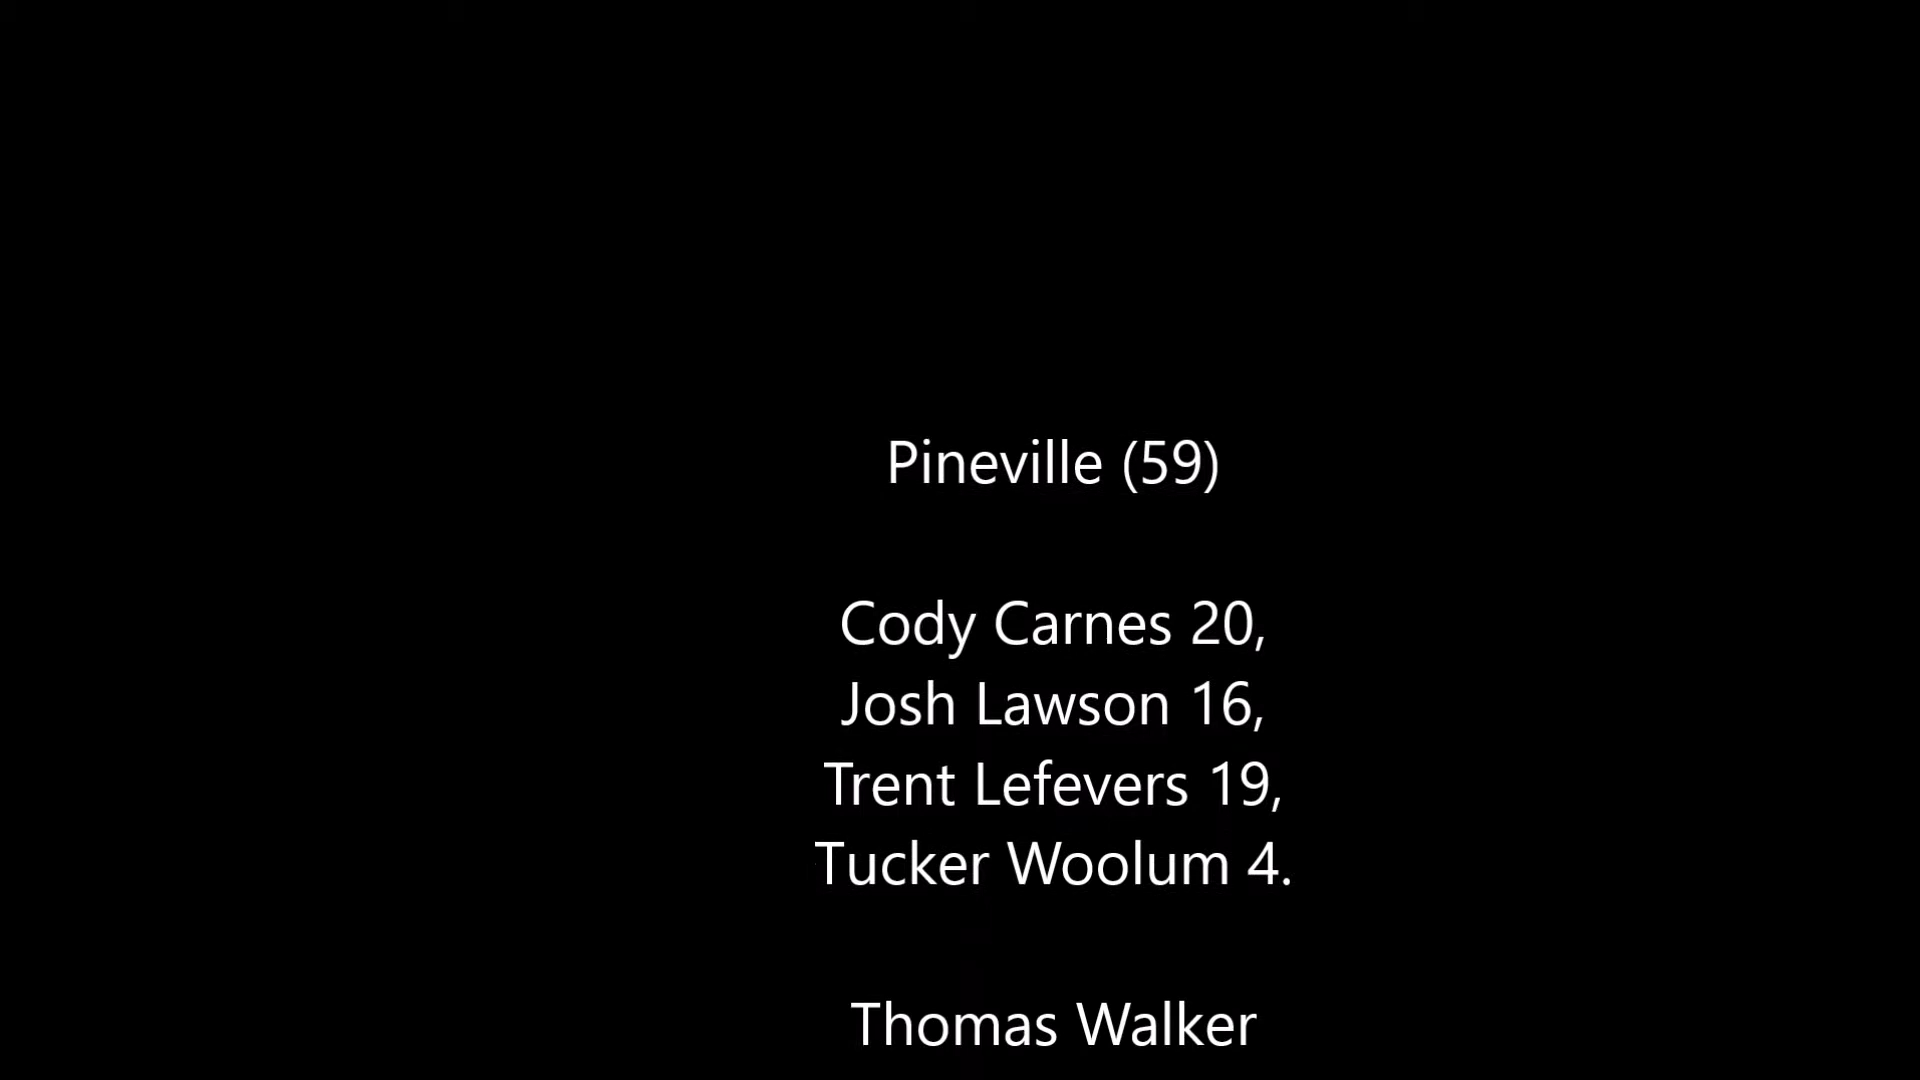 Pineville (59)
Cody Carnes 20,
Josh Lawson 16,
Trent Lefevers 19,
Tucker Woolum 4.
Thomas Walker